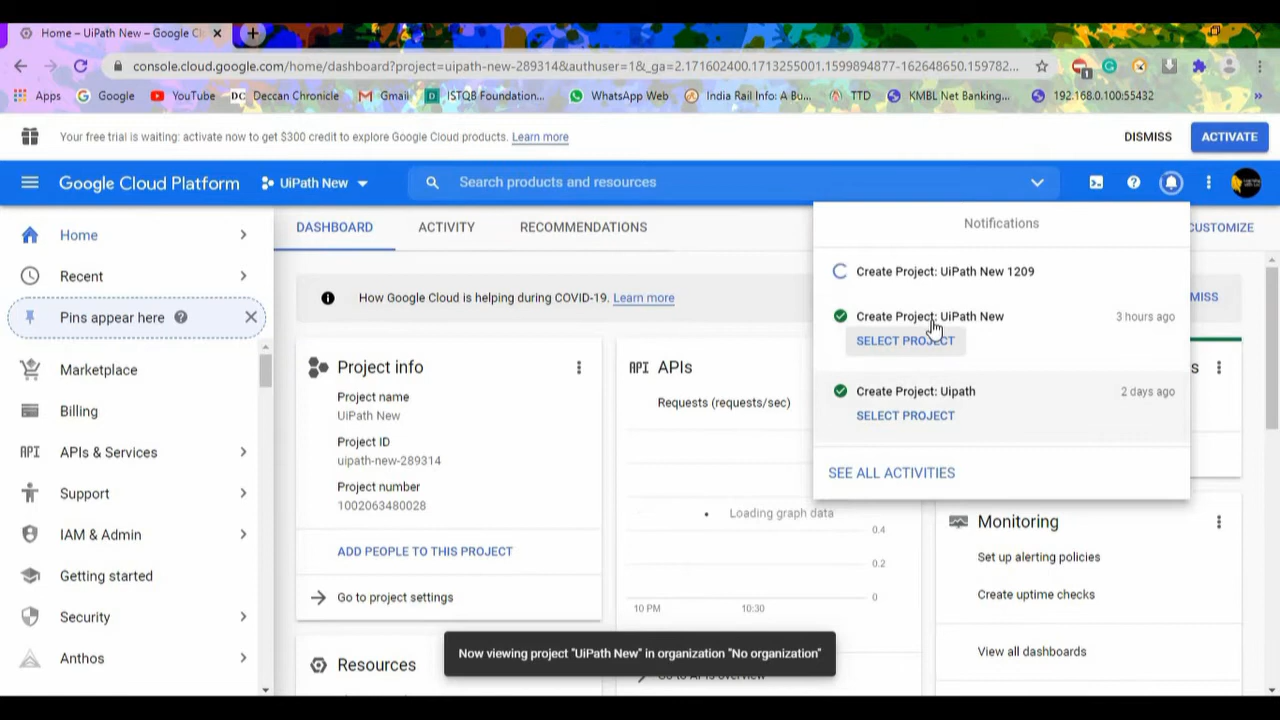 Home – UiPath New – Google Cl
console.cloud.google.com/home/dashboard?project=uipath-new-289314&authuser=1&_ga=2.171602400.1713255001.1599894877-162648650.159782...
Apps Google YouTube DC Deccan Chronicle Gmail ISTQB Foundation... WhatsApp Web India Rail Info: A Bu... TTD KMBL Net Banking... 192.168.0.100:55432 »
Your free trial is waiting: activate now to get $300 credit to explore Google Cloud products. Learn more DISMISS ACTIVATE
Google Cloud Platform UiPath New Search products and resources
Home
Recent
Pins appear here
Marketplace
Billing
API APIs & Services
Support
IAM & Admin
Getting started
Security
Anthos
DASHBOARD ACTIVITY RECOMMENDATIONS CUSTOMIZE
How Google Cloud is helping during COVID-19. Learn more MISS
Project info
Project name
UiPath New
Project ID
uipath-new-289314
Project number
1002063480028
ADD PEOPLE TO THIS PROJECT
Go to project settings
Resources
API APIs
Requests (requests/sec)
Loading graph data
0.4
0.2
0
10 PM 10:30
Go to APIs overview
Notifications
Create Project: UiPath New 1209
Create Project: UiPath New 3 hours ago
SELECT PROJECT
Create Project: Uipath 2 days ago
SELECT PROJECT
SEE ALL ACTIVITIES
s
Monitoring
Set up alerting policies
Create uptime checks
View all dashboards
Now viewing project "UiPath New" in organization "No organization"